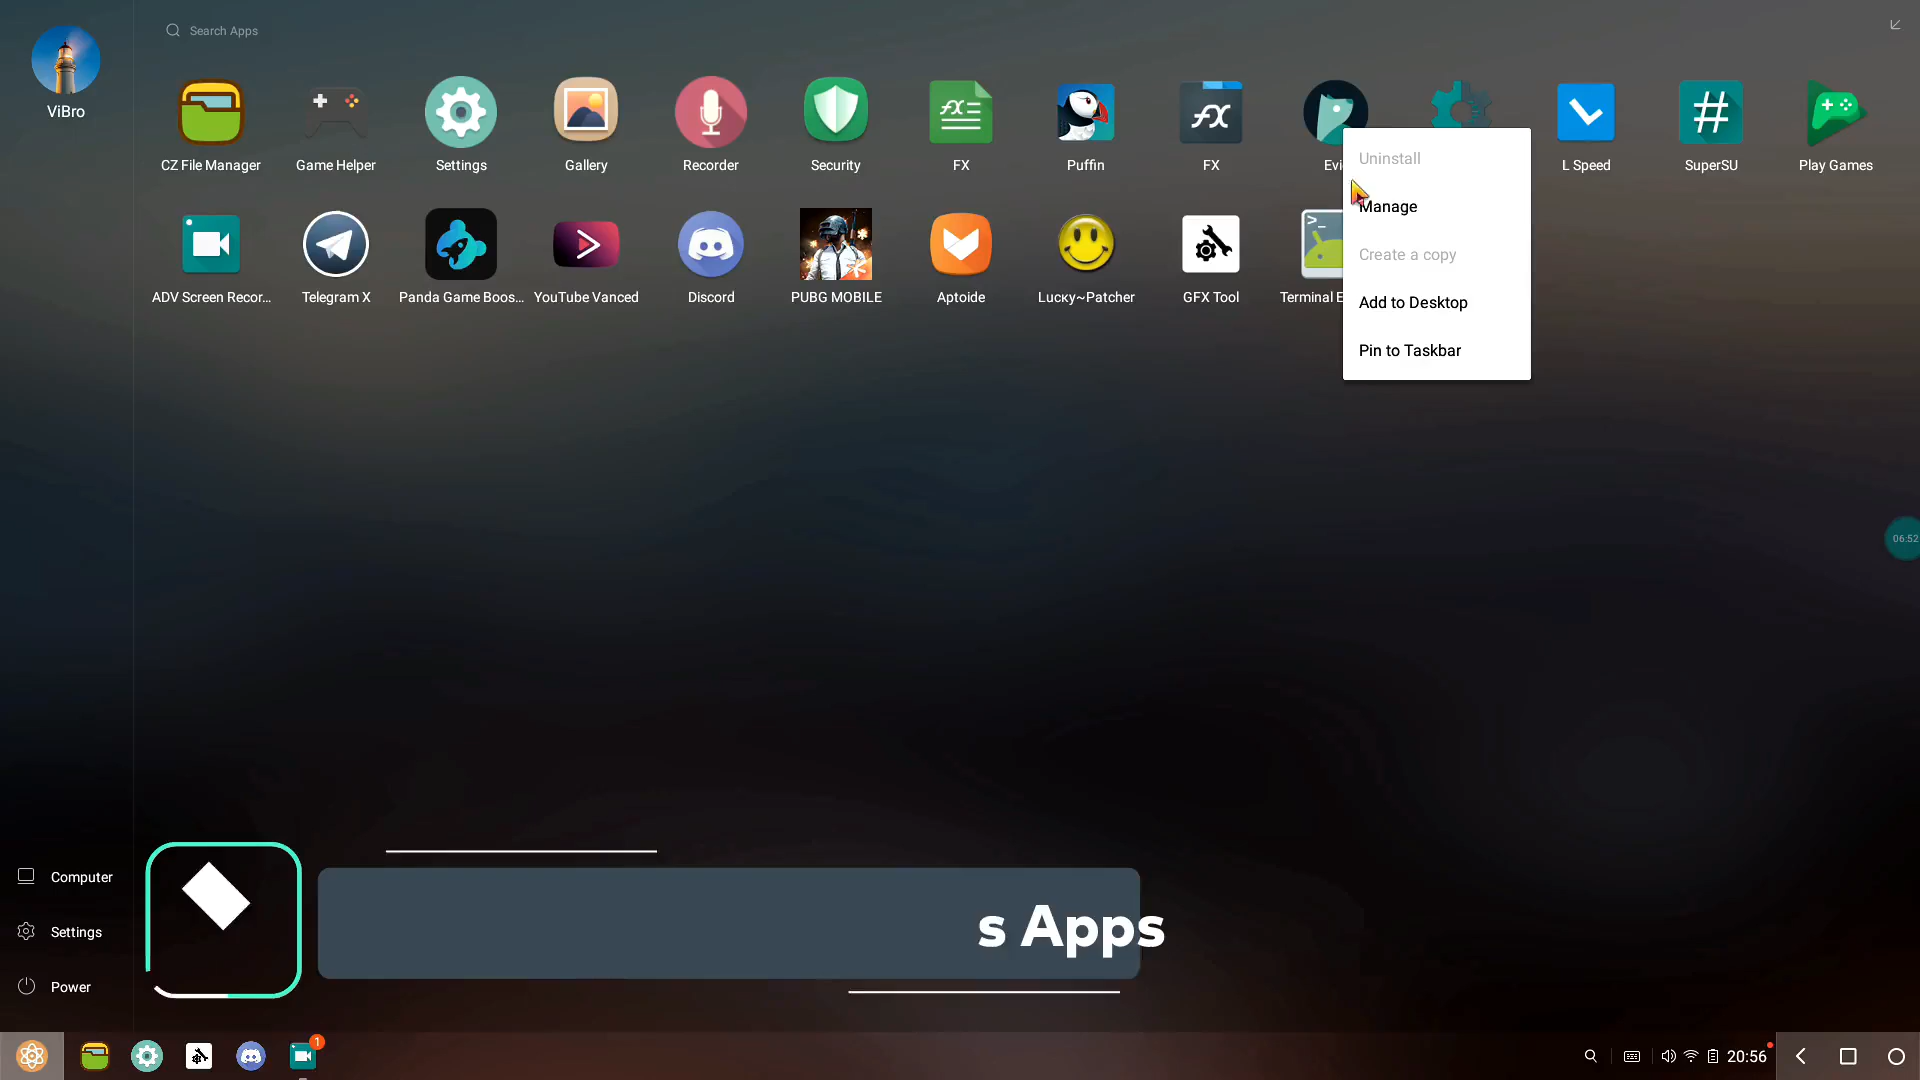 ViBro
Search Apps
CZ File Manager
Game Helper
Settings
Gallery
Recorder
Security
FX
Puffin
FX
Evi
L Speed
SuperSU
Play Games
ADV Screen Recor...
Telegram X
Panda Game Boos...
YouTube Vanced
Discord
PUBG MOBILE
Aptoide
Lucky~Patcher
GFX Tool
Terminal E
Uninstall
Manage
Create a copy
Add to Desktop
Pin to Taskbar
06:52
Computer
Settings
Power
s Apps
1
20:56